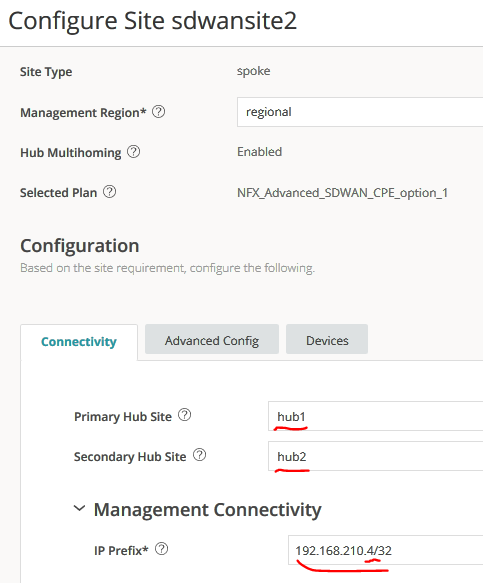 Configure Site sdwansite2
Site Type spoke
Management Region* ? regional
Hub Multihoming ? Enabled
Selected Plan ? NFX_Advanced_SDWAN_CPE_option_1
Configuration
Based on the site requirement, configure the following.
Connectivity Advanced Config Devices
Primary Hub Site ? hub1
Secondary Hub Site ? hub2
Management Connectivity
IP Prefix* ? 192.168.210.4/32